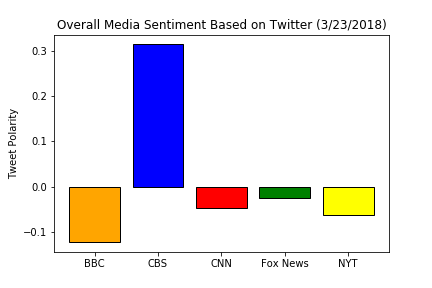 Overall Media Sentiment Based on Twitter (3/23/2018)
Tweet Polarity
0.3
0.2
0.1
0.0
−0.1
BBC CBS CNN Fox News NYT